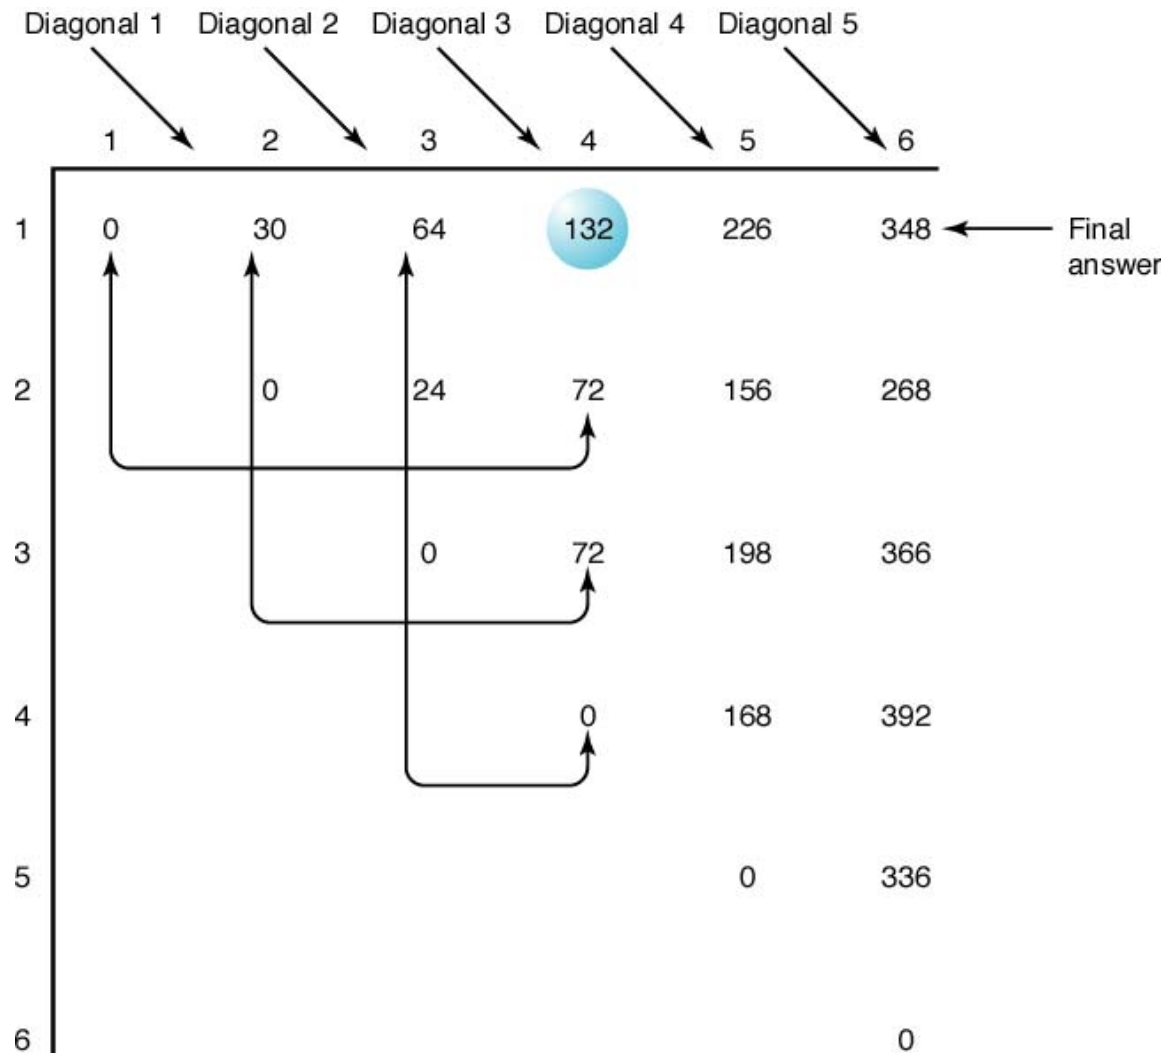 Diagonal 1 Diagonal 2 Diagonal 3 Diagonal 4 Diagonal 5
1 2 3 4 5 6
1 0 30 64 132 226 348 Final
answer
2 0 24 72 156 268
3 0 72 198 366
4 0 168 392
5 0 336
6 0